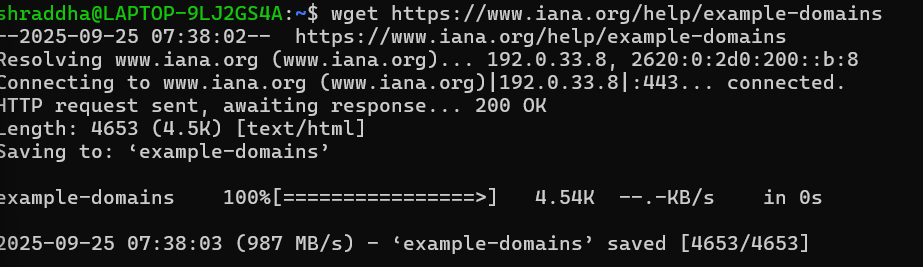 shraddha@LAPTOP-9LJ2GS4A:~$ wget https://www.iana.org/help/example-domains
--2025-09-25 07:38:02--  https://www.iana.org/help/example-domains
Resolving www.iana.org (www.iana.org)... 192.0.33.8, 2620:0:2d0:200::b:8
Connecting to www.iana.org (www.iana.org)|192.0.33.8|:443... connected.
HTTP request sent, awaiting response... 200 OK
Length: 4653 (4.5K) [text/html]
Saving to: ‘example-domains’
example-domains    100%[================>]   4.54K  --.-KB/s    in 0s
2025-09-25 07:38:03 (987 MB/s) - ‘example-domains’ saved [4653/4653]